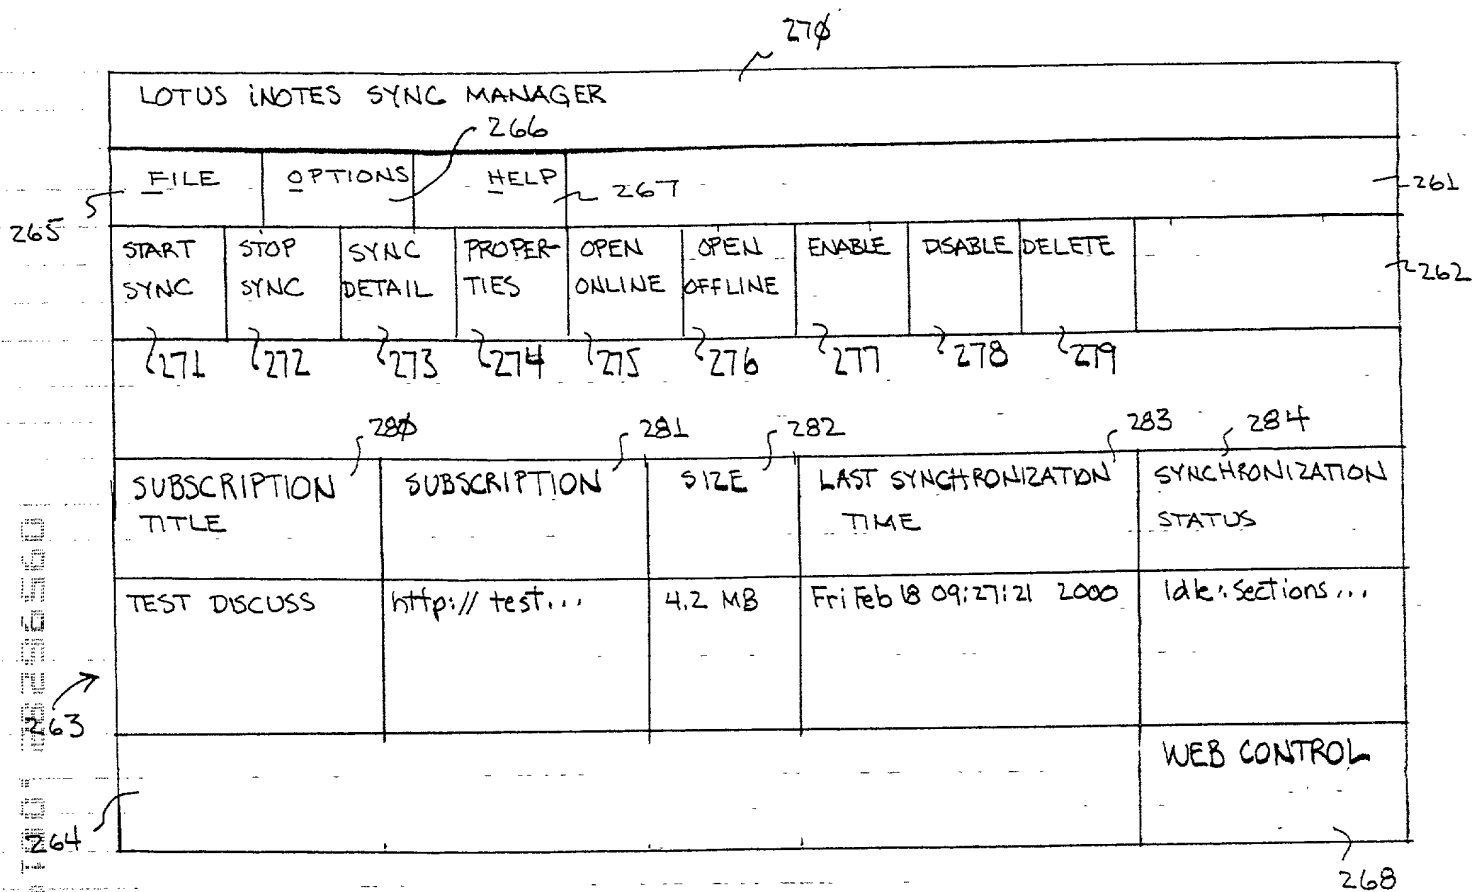 270
LOTUS iNOTES SYNC MANAGER
266
FILE OPTIONS HELP
267
261
265
START SYNC
STOP SYNC
SYNC DETAIL
PROPER-
TIES
OPEN ONLINE
OPEN OFFLINE
ENABLE
DISABLE
DELETE
262
271 272 273 274 275 276 277 278 279
280 281 282 283 284
SUBSCRIPTION TITLE
SUBSCRIPTION
SIZE
LAST SYNCHRONIZATION TIME
SYNCHRONIZATION STATUS
TEST DISCUSS http:// test... 4.2 MB Fri Feb 18 09:27:21 2000 Idle: Sections...
263
WEB CONTROL
264
268